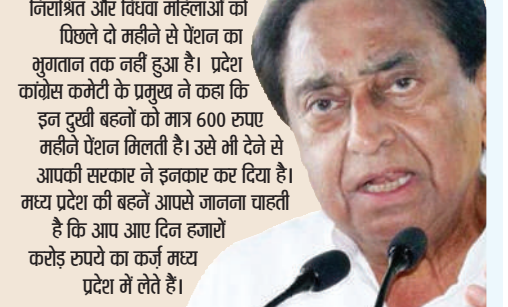 निराश्रित और विधवा महिलाओं को
पिछले दो महीने से पेंशन का
भुगतान तक नहीं हुआ है। प्रदेश
कांग्रेस कमेटी के प्रमुख ने कहा कि
इन दुखी बहनों को मात्र 600 रुपए
महीने पेंशन मिलती है। उसे भी देने से
आपकी सरकार ने इनकार कर दिया है।
मध्य प्रदेश की बहनें आपसे जानना चाहती
है कि आप आए दिन हजारों
करोड़ रुपये का कर्ज़ मध्य
प्रदेश में लेते हैं।